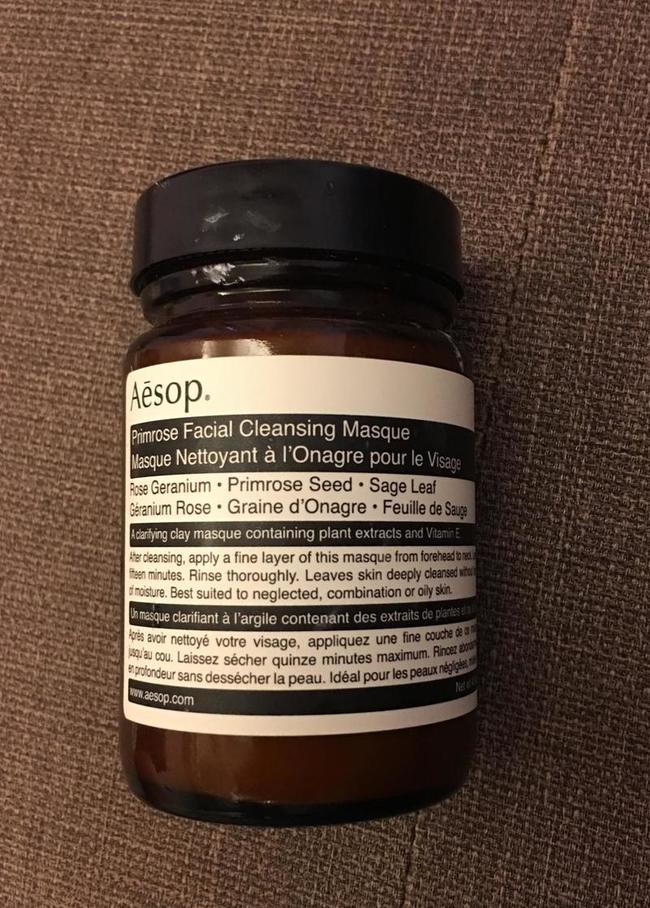 Aēsop.
Primrose Facial Cleansing Masque
Masque Nettoyant à l'Onagre pour le Visage
Rose Geranium • Primrose Seed • Sage Leaf
Géranium Rose • Graine d'Onagre • Feuille de Sauge
A clarifying clay masque containing plant extracts and Vitamin E
After cleansing, apply a fine layer of this masque from forehead to neck.
fifteen minutes. Rinse thoroughly. Leaves skin deeply cleansed without
of moisture. Best suited to neglected, combination or oily skin.
Un masque clarifiant à l'argile contenant des extraits de plantes et
Après avoir nettoyé votre visage, appliquez une fine couche de ce
jusqu'au cou. Laissez sécher quinze minutes maximum. Rincez
en profondeur sans dessécher la peau. Idéal pour les peaux négligées,
www.aesop.com
Net